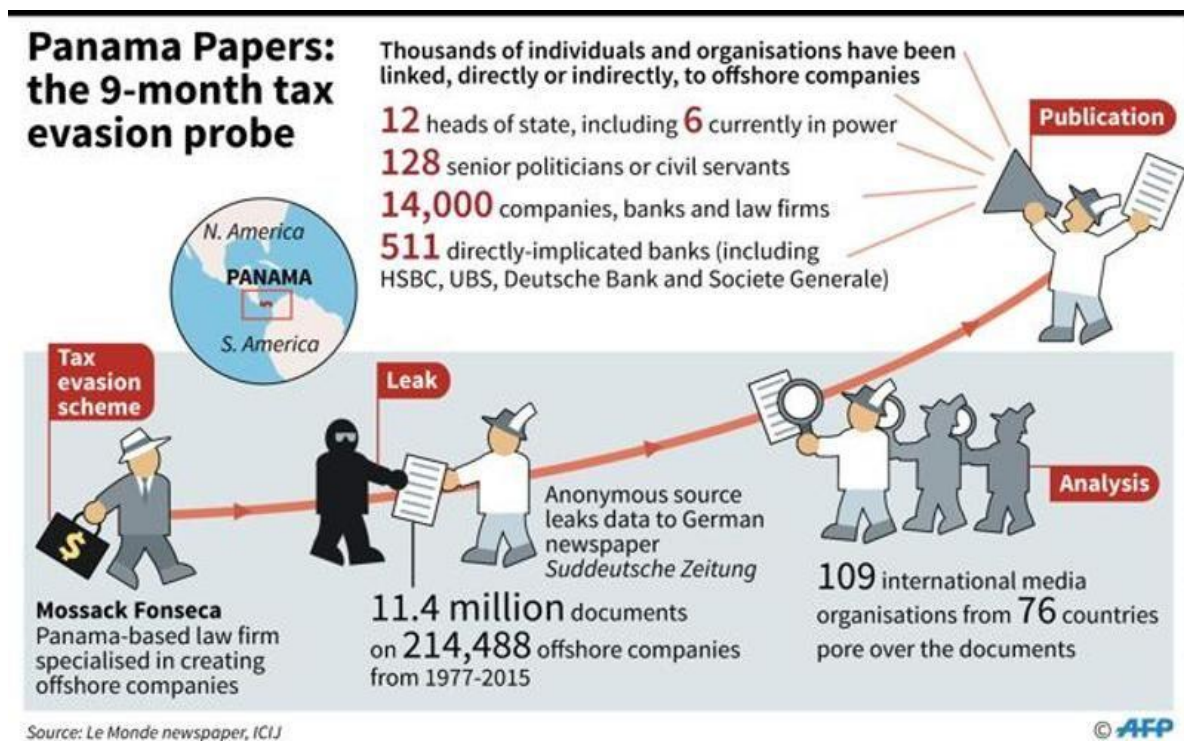 Panama Papers:
the 9-month tax
evasion probe
Thousands of individuals and organisations have been
linked, directly or indirectly, to offshore companies
12 heads of state, including 6 currently in power
128 senior politicians or civil servants
14,000 companies, banks and law firms
511 directly-implicated banks (including
HSBC, UBS, Deutsche Bank and Societe Generale)
Publication
N. America
PANAMA
S. America
Tax
evasion
scheme
$
Mossack Fonseca
Panama-based law firm
specialised in creating
offshore companies
Leak
Anonymous source
leaks data to German
newspaper
Suddeutsche Zeitung
11.4 million documents
on 214,488 offshore companies
from 1977-2015
Analysis
109 international media
organisations from 76 countries
pore over the documents
Source: Le Monde newspaper, ICIJ
© AFP